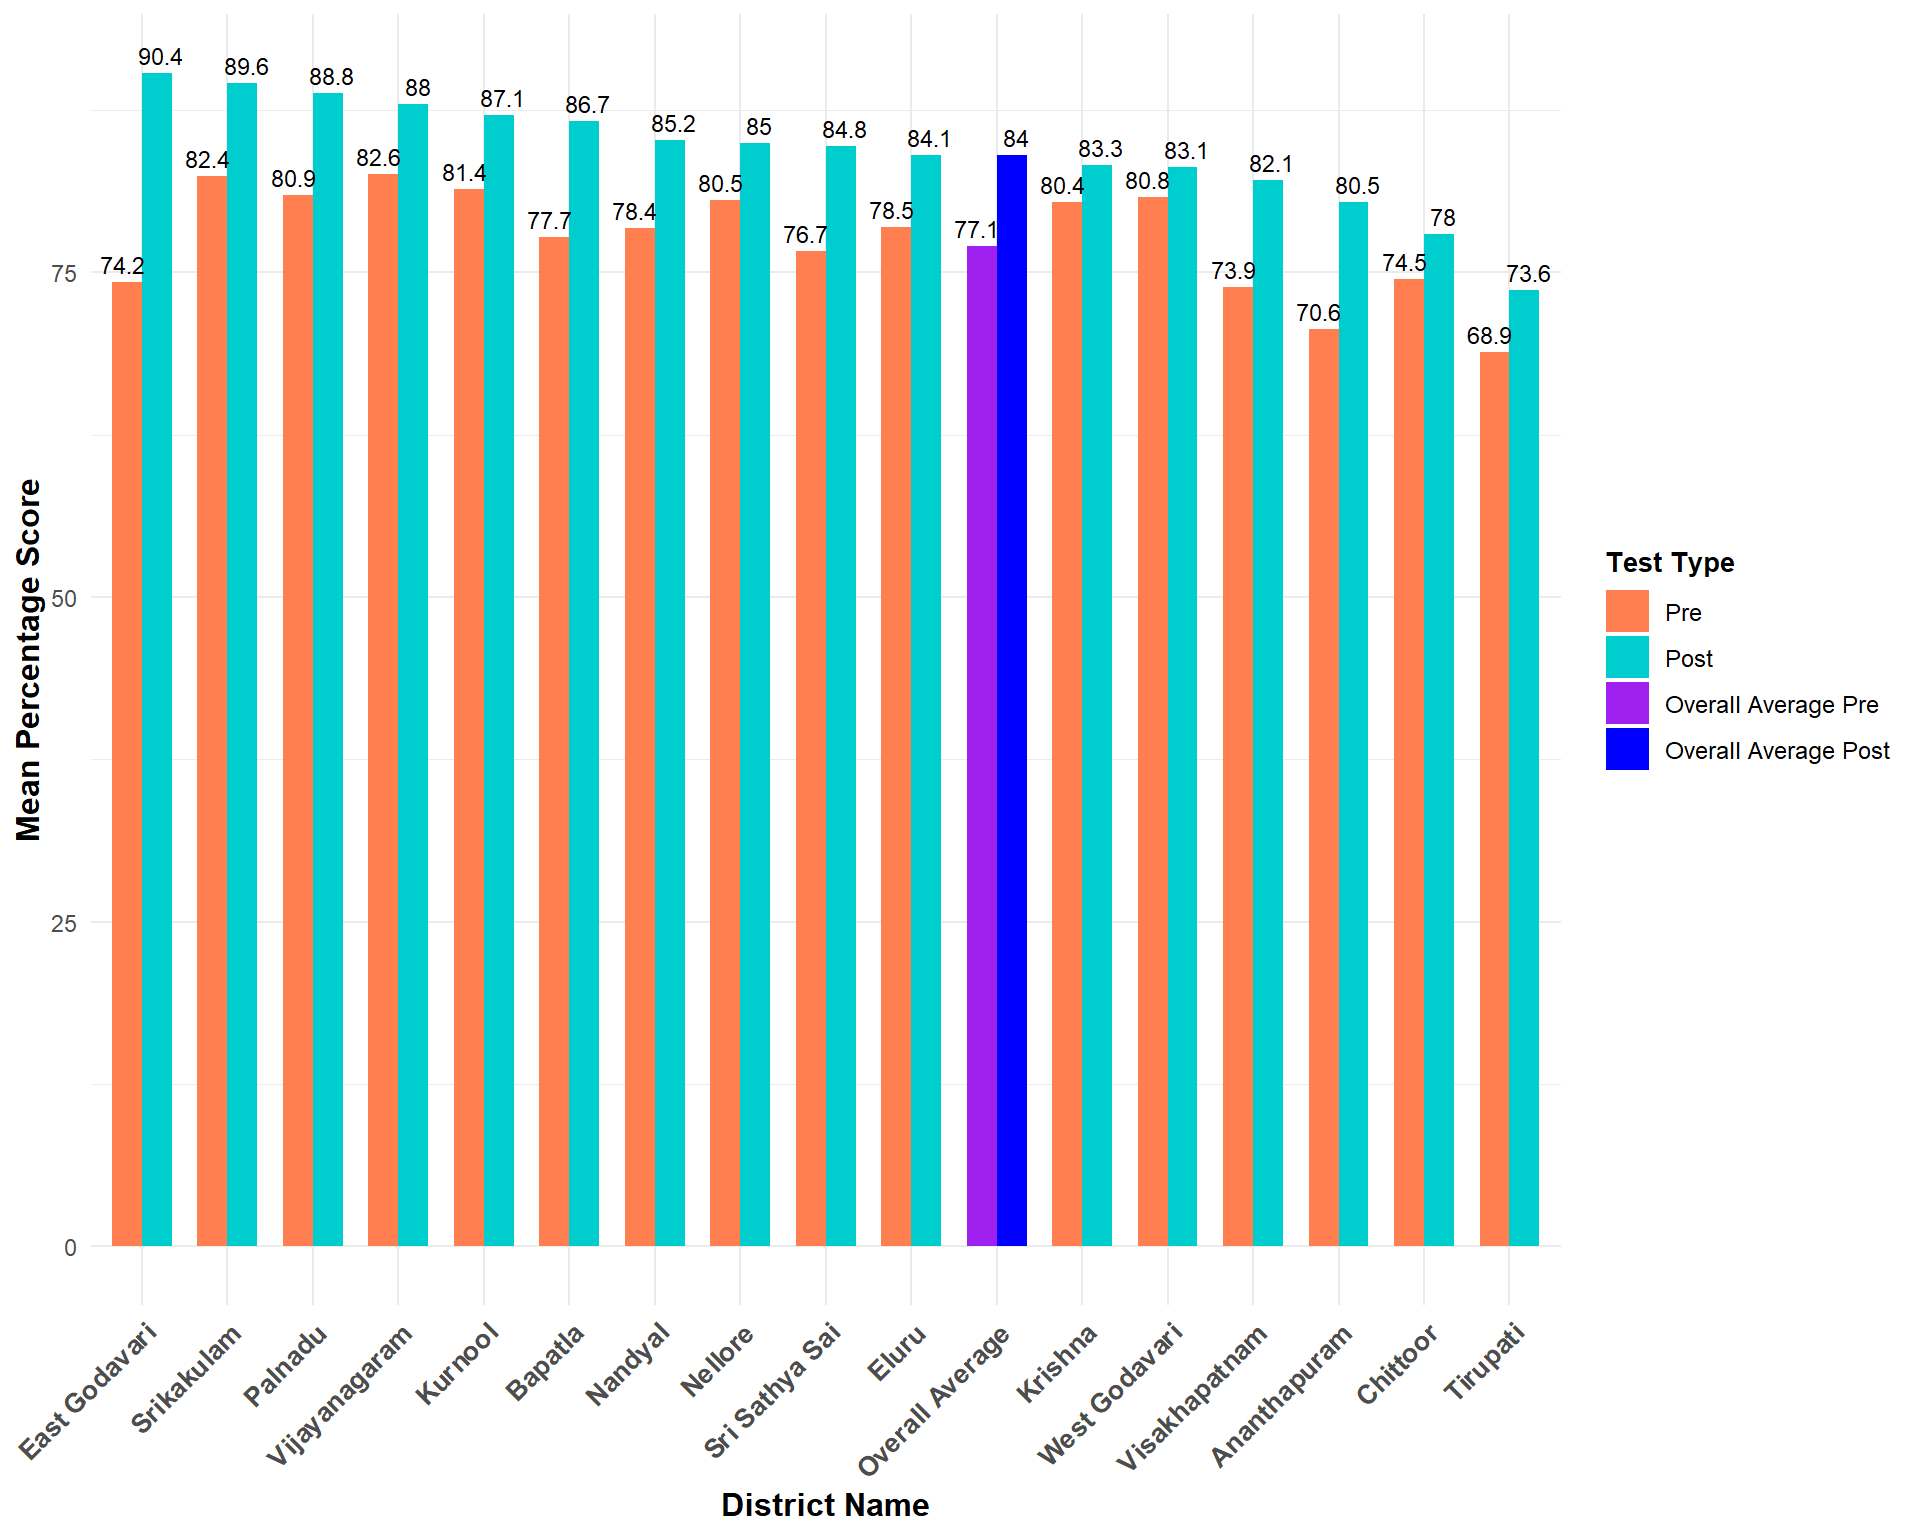 90.4
89.6
88.8
88
87.1
86.7
85.2
85
84.8
84.1
84
83.3
83.1
82.1
80.5
78
73.6
74.2
82.4
80.9
82.6
81.4
77.7
78.4
80.5
76.7
78.5
77.1
80.4
80.8
73.9
70.6
74.5
68.9
75
50
25
0
Mean Percentage Score
East Godavari
Srikakulam
Palnadu
Vijayanagaram
Kurnool
Bapatla
Nandyal
Nellore
Sri Sathya Sai
Eluru
Overall Average
Krishna
West Godavari
Visakhapatnam
Ananthapuram
Chittoor
Tirupati
District Name
Test Type
Pre
Post
Overall Average Pre
Overall Average Post